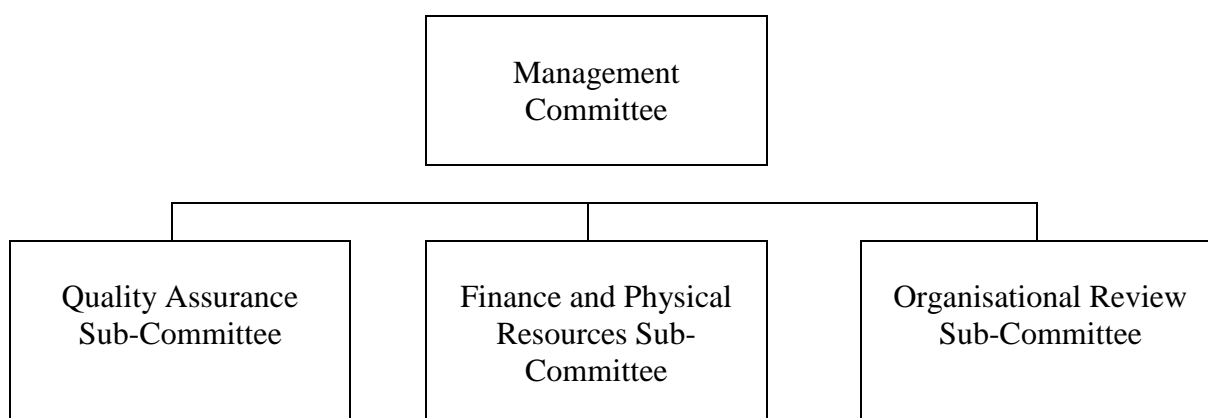 Management
Committee
Quality Assurance
Sub-Committee
Finance and Physical
Resources Sub-
Committee
Organisational Review
Sub-Committee